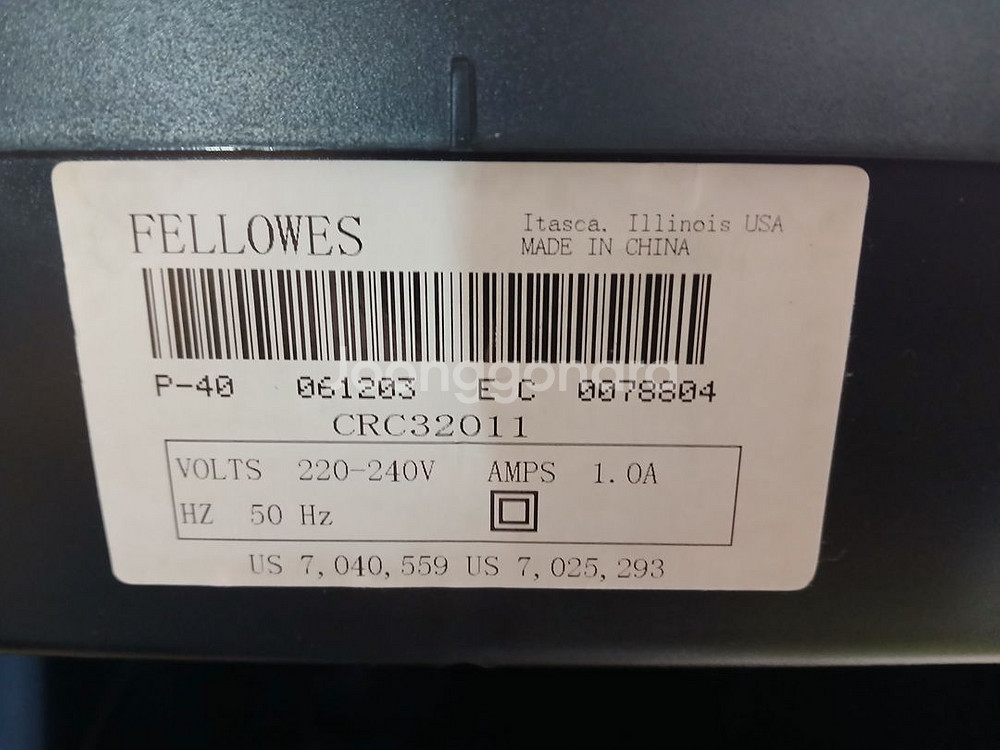 FELLOWES
Itasca, Illinois USA
MADE IN CHINA
P-40 061203 E C 0078804
CRC32011
VOLTS 220-240V AMPS 1.0A
HZ 50 Hz
US 7,040,559 US 7,025,293
joonggonara